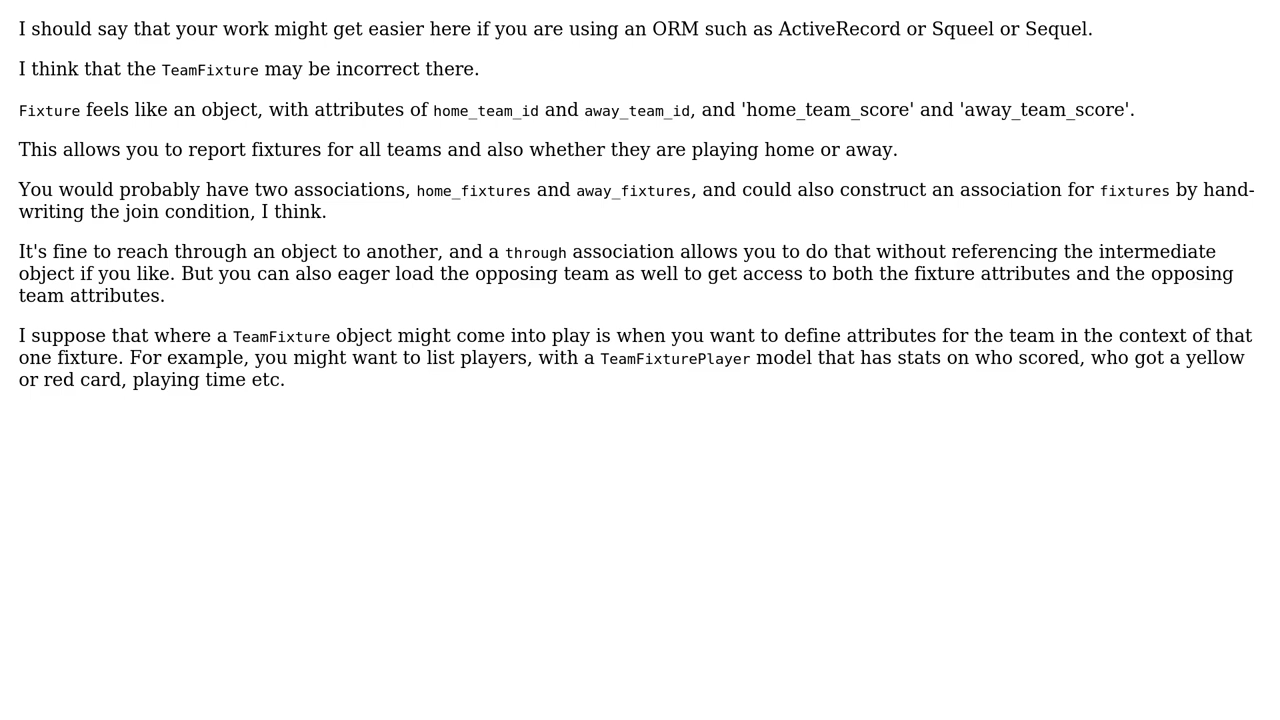 I should say that your work might get easier here if you are using an ORM such as ActiveRecord or Squeel or Sequel.
I think that the TeamFixture may be incorrect there.
Fixture feels like an object, with attributes of home_team_id and away_team_id, and 'home_team_score' and 'away_team_score'.
This allows you to report fixtures for all teams and also whether they are playing home or away.
You would probably have two associations, home_fixtures and away_fixtures, and could also construct an association for fixtures by hand-
writing the join condition, I think.
It's fine to reach through an object to another, and a through association allows you to do that without referencing the intermediate
object if you like. But you can also eager load the opposing team as well to get access to both the fixture attributes and the opposing
team attributes.
I suppose that where a TeamFixture object might come into play is when you want to define attributes for the team in the context of that
one fixture. For example, you might want to list players, with a TeamFixturePlayer model that has stats on who scored, who got a yellow
or red card, playing time etc.